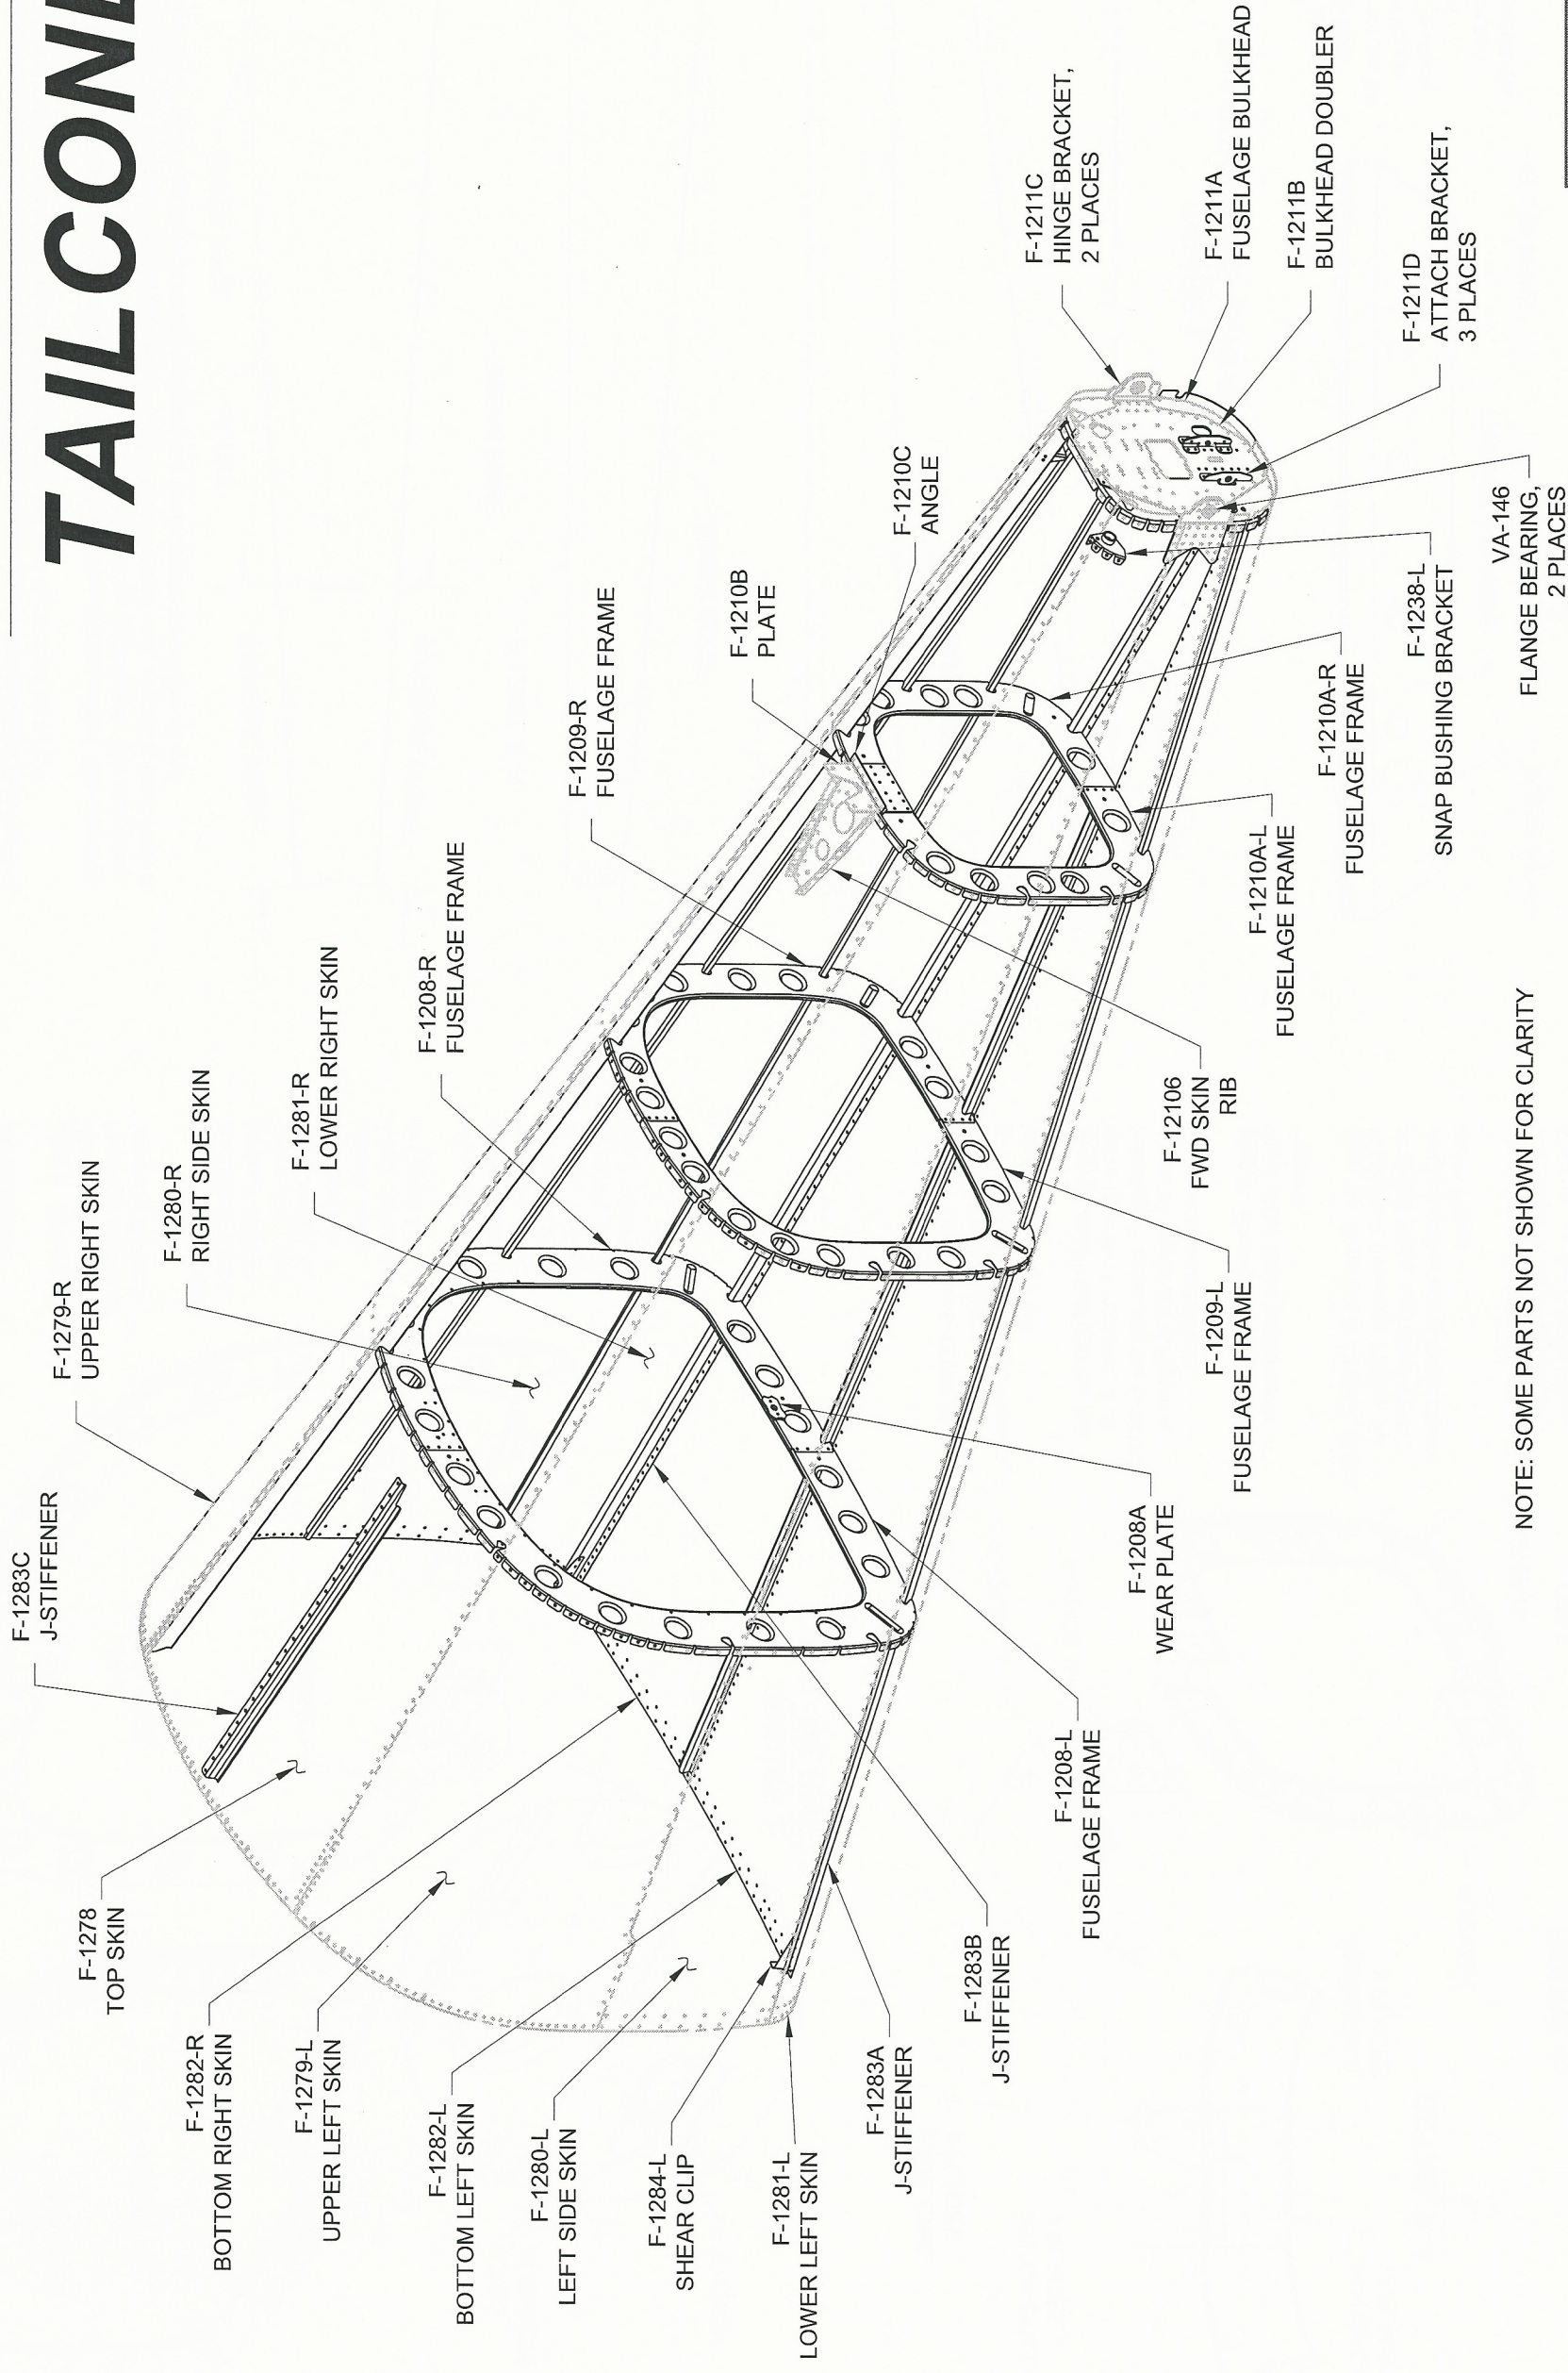 TAILCONE
F-1283C
J-STIFFENER
F-1279-R
UPPER RIGHT SKIN
F-1278
TOP SKIN
F-1280-R
RIGHT SIDE SKIN
F-1282-R
BOTTOM RIGHT SKIN
F-1281-R
LOWER RIGHT SKIN
F-1279-L
UPPER LEFT SKIN
F-1208-R
FUSELAGE FRAME
F-1282-L
BOTTOM LEFT SKIN
F-1209-R
FUSELAGE FRAME
F-1280-L
LEFT SIDE SKIN
F-1210B
PLATE
F-1284-L
SHEAR CLIP
F-1281-L
LOWER LEFT SKIN
F-1210C
ANGLE
F-1283A
J-STIFFENER
F-1283B
J-STIFFENER
F-1211C
HINGE BRACKET,
2 PLACES
F-1208-L
FUSELAGE FRAME
F-1208A
WEAR PLATE
F-12106
FWD SKIN
RIB
F-1211A
FUSELAGE BULKHEAD
F-1209-L
FUSELAGE FRAME
F-1210A-L
FUSELAGE FRAME
F-1211B
BULKHEAD DOUBLER
F-1210A-R
FUSELAGE FRAME
F-1211D
ATTACH BRACKET,
3 PLACES
F-1238-L
SNAP BUSHING BRACKET
VA-146
FLANGE BEARING,
2 PLACES
NOTE: SOME PARTS NOT SHOWN FOR CLARITY